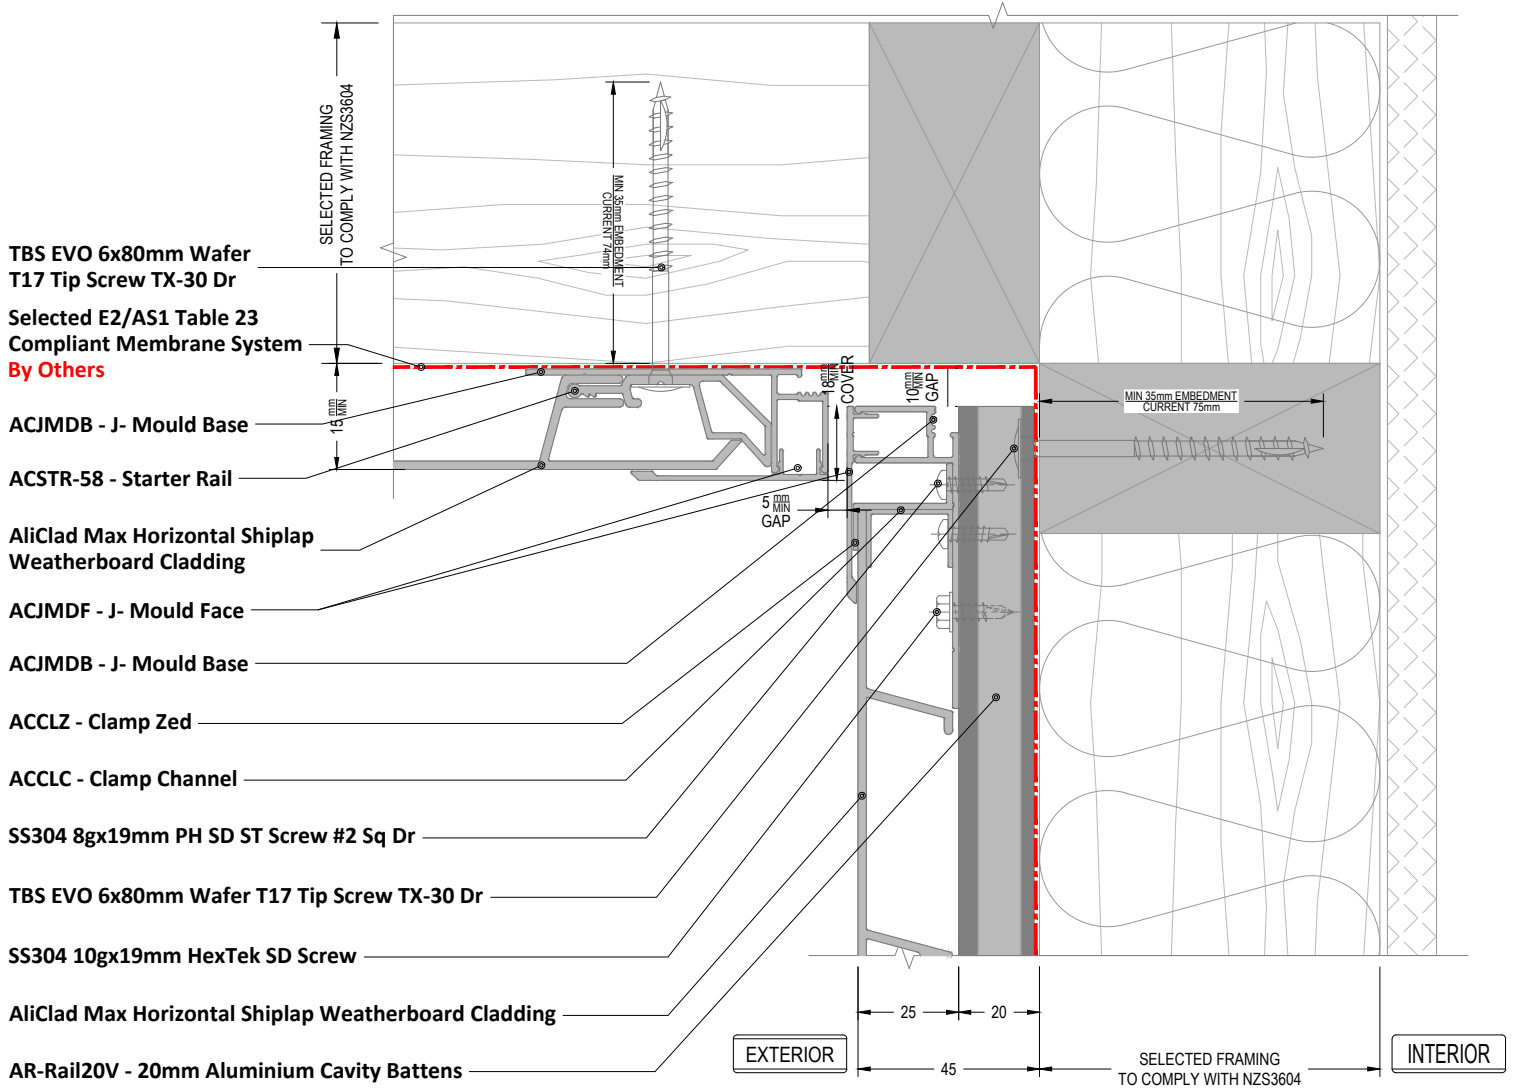 SELECTED FRAMING
TO COMPLY WITH NZS3604
MIN 35mm EMBEDMENT
CURRENT 74mm
TBS EVO 6x80mm Wafer
T17 Tip Screw TX-30 Dr
Selected E2/AS1 Table 23
Compliant Membrane System
By Others
15 mm MIN
18mm MIN
COVER
10mm MIN
GAP
MIN 35mm EMBEDMENT
CURRENT 75mm
ACJMDB - J- Mould Base
ACSTR-58 - Starter Rail
5 mm MIN
GAP
AliClad Max Horizontal Shiplap
Weatherboard Cladding
ACJMDF - J- Mould Face
ACJMDB - J- Mould Base
ACCLZ - Clamp Zed
ACCLC - Clamp Channel
SS304 8gx19mm PH SD ST Screw #2 Sq Dr
TBS EVO 6x80mm Wafer T17 Tip Screw TX-30 Dr
SS304 10gx19mm HexTek SD Screw
AliClad Max Horizontal Shiplap Weatherboard Cladding
AR-Rail20V - 20mm Aluminium Cavity Battens
25
20
45
EXTERIOR
SELECTED FRAMING
TO COMPLY WITH NZS3604
INTERIOR